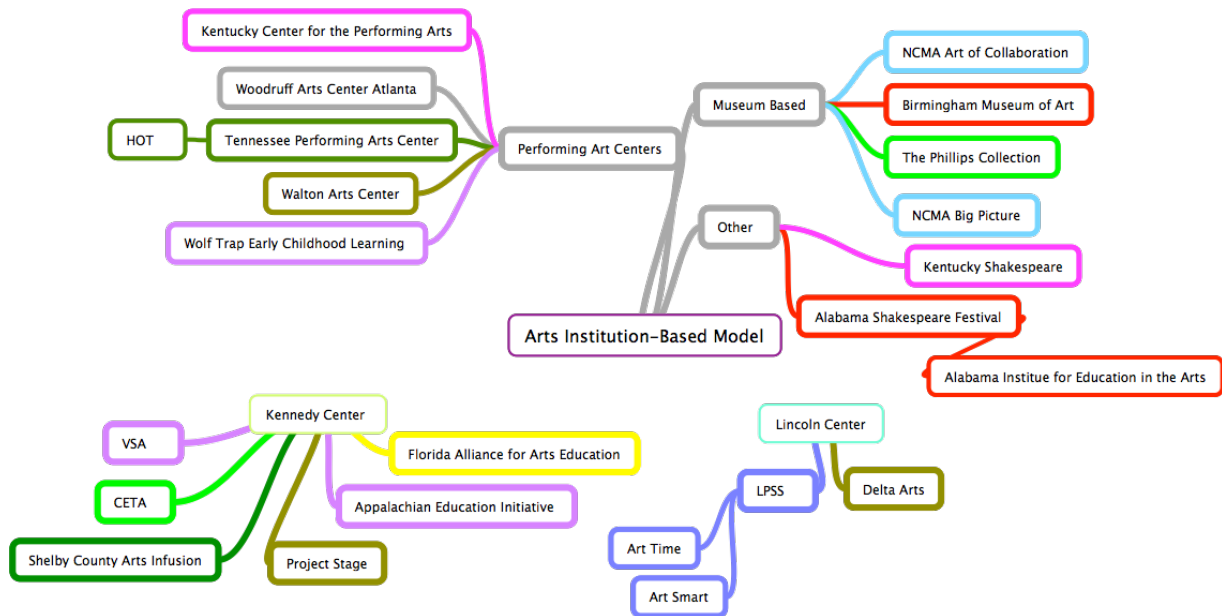 Kentucky Center for the Performing Arts
Woodruff Arts Center Atlanta
HOT
Tennessee Performing Arts Center
Walton Arts Center
Wolf Trap Early Childhood Learning
Performing Art Centers
Museum Based
NCMA Art of Collaboration
Birmingham Museum of Art
The Phillips Collection
NCMA Big Picture
Other
Kentucky Shakespeare
Alabama Shakespeare Festival
Alabama Institue for Education in the Arts
Arts Institution-Based Model
Kennedy Center
VSA
CETA
Shelby County Arts Infusion
Project Stage
Appalachian Education Initiative
Florida Alliance for Arts Education
Lincoln Center
LPSS
Delta Arts
Art Time
Art Smart